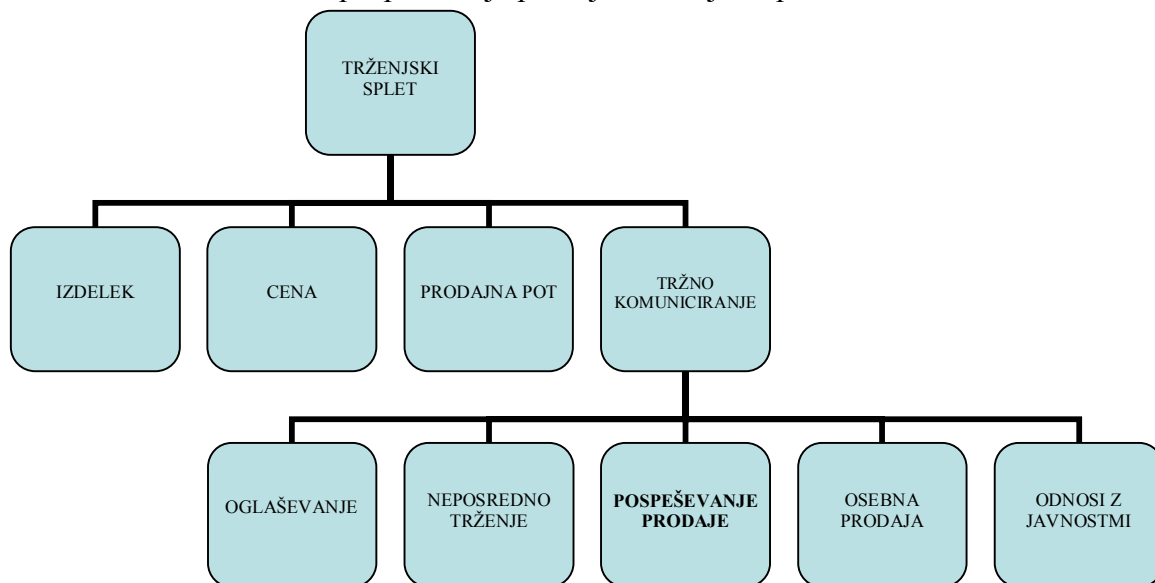 TRŽENJSKI
SPLET
IZDELEK
CENA
PRODAJNA POT
TRŽNO
KOMUNICIRANJE
OGLAŠEVANJE
NEPOSREDNO
TRŽENJE
POSPEŠEVANJE
PRODAJE
OSEBNA
PRODAJA
ODNOSI Z
JAVNOSTMI